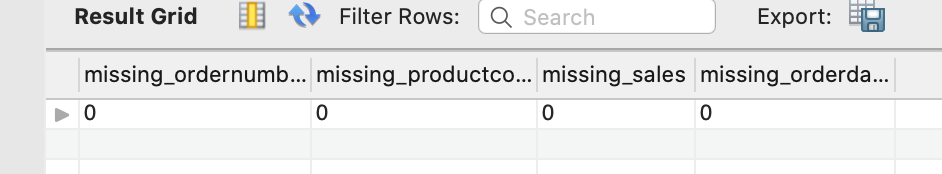 Result Grid Filter Rows: Search Export:
missing_ordernumb... missing_productco... missing_sales missing_orderda...
0 0 0 0